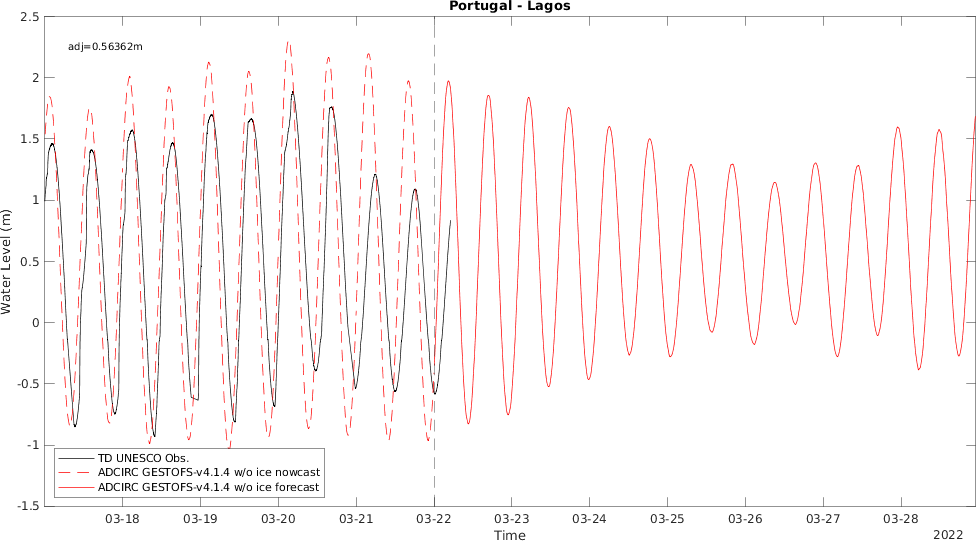 Portugal - Lagos
adj=0.56362m
2.5
2
1.5
1
0.5
0
-0.5
-1
-1.5
Water Level (m)
TD UNESCO Obs.
ADCIRC GESTOFS-v4.1.4 w/o ice nowcast
ADCIRC GESTOFS-v4.1.4 w/o ice forecast
03-18 03-19 03-20 03-21 03-22 03-23 03-24 03-25 03-26 03-27 03-28
Time
2022